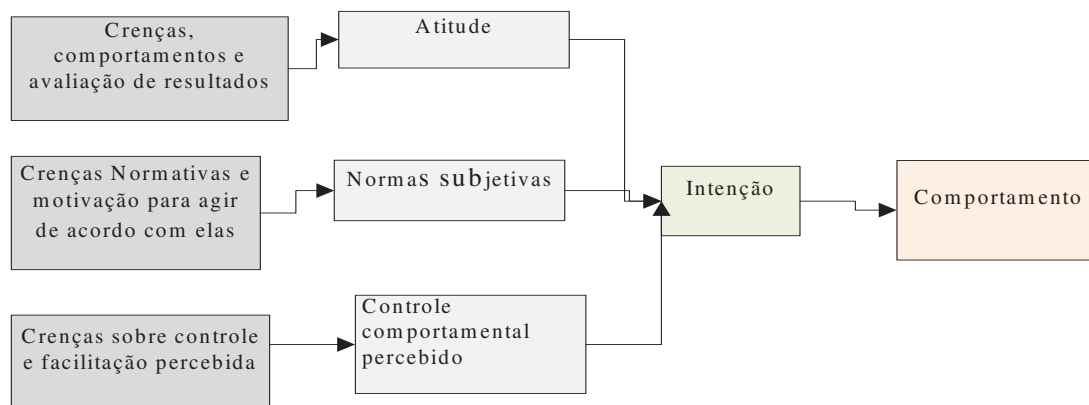 Crenças,
comportamentos e
avaliação de resultados
Atitude
Crenças Normativas e
motivação para agir
de acordo com elas
Normas subjetivas
Intenção
Comportamento
Crenças sobre controle
e facilitação percebida
Controle
comportamental
percebido